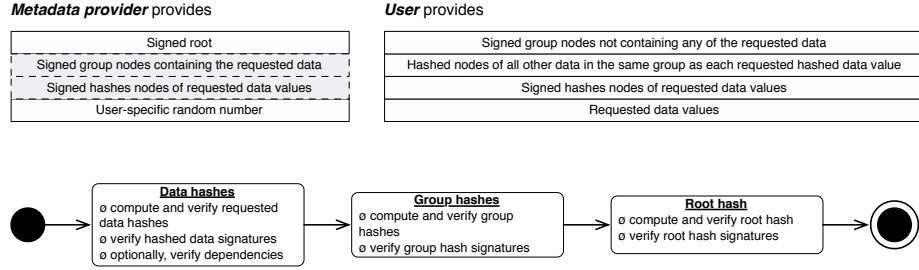 Metadata provider provides
Signed root
Signed group nodes containing the requested data
Signed hashes nodes of requested data values
User-specific random number
User provides
Signed group nodes not containing any of the requested data
Hashed nodes of all other data in the same group as each requested hashed data value
Signed hashes nodes of requested data values
Requested data values
Data hashes
ø compute and verify requested
data hashes
ø verify hashed data signatures
ø optionally, verify dependencies
Group hashes
ø compute and verify group
hashes
ø verify group hash signatures
Root hash
ø compute and verify root hash
ø verify root hash signatures